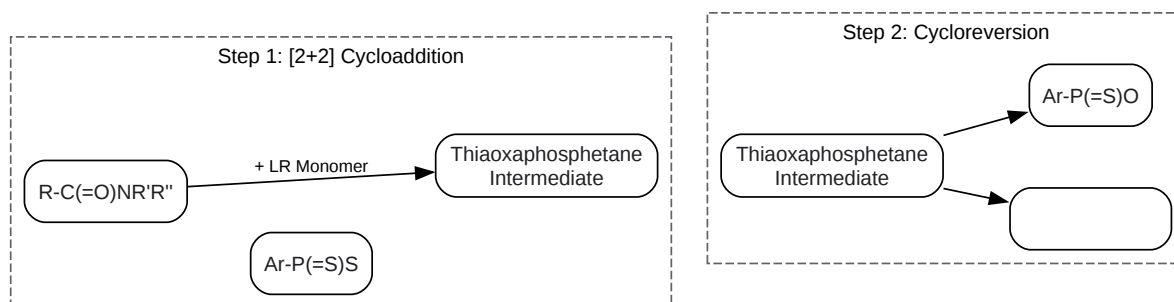 Step 1: [2+2] Cycloaddition
R-C(=O)NR'R"
+ LR Monomer
Thiaoxaphosphetane
Intermediate
Ar-P(=S)S
Step 2: Cycloreversion
Thiaoxaphosphetane
Intermediate
Ar-P(=S)O